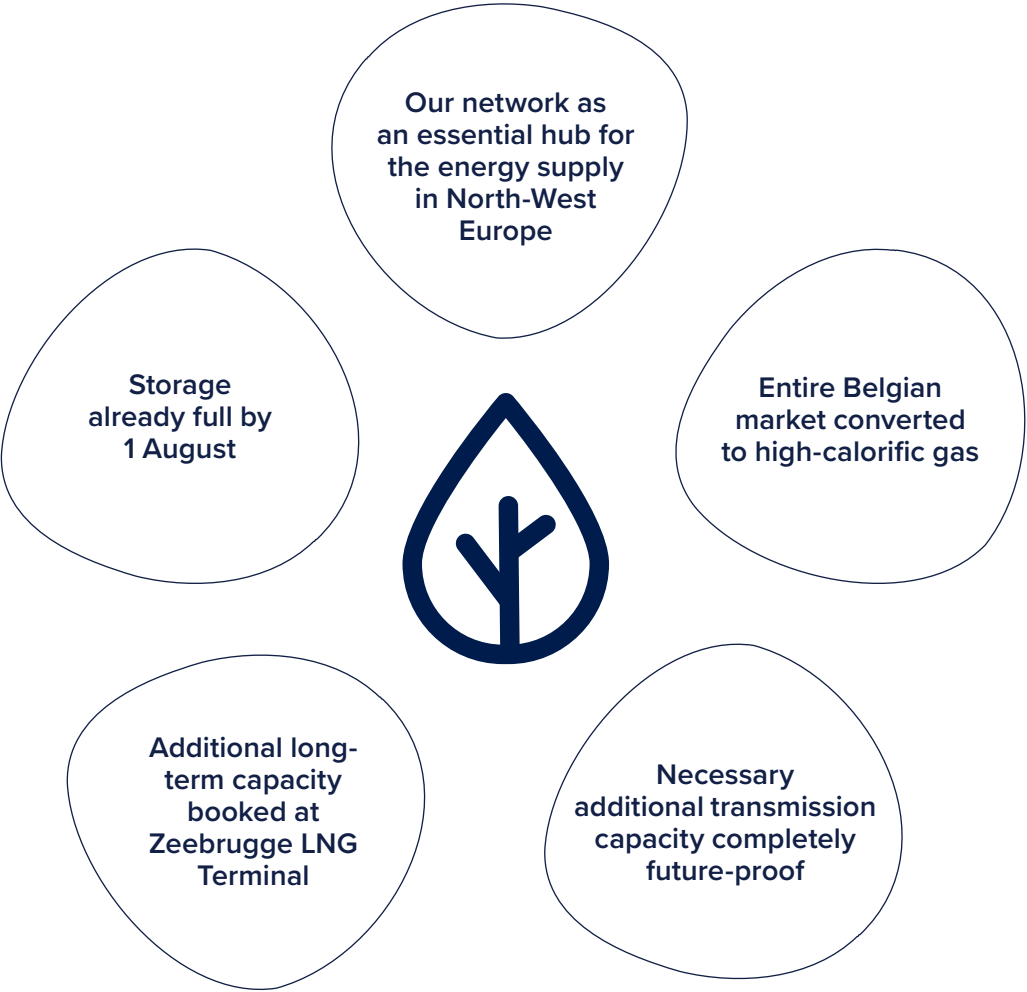 Our network as
an essential hub for
the energy supply
in North-West
Europe
Storage
already full by
1 August
Entire Belgian
market converted
to high-calorific gas
Additional long-
term capacity
booked at
Zeebrugge LNG
Terminal
Necessary
additional transmission
capacity completely
future-proof